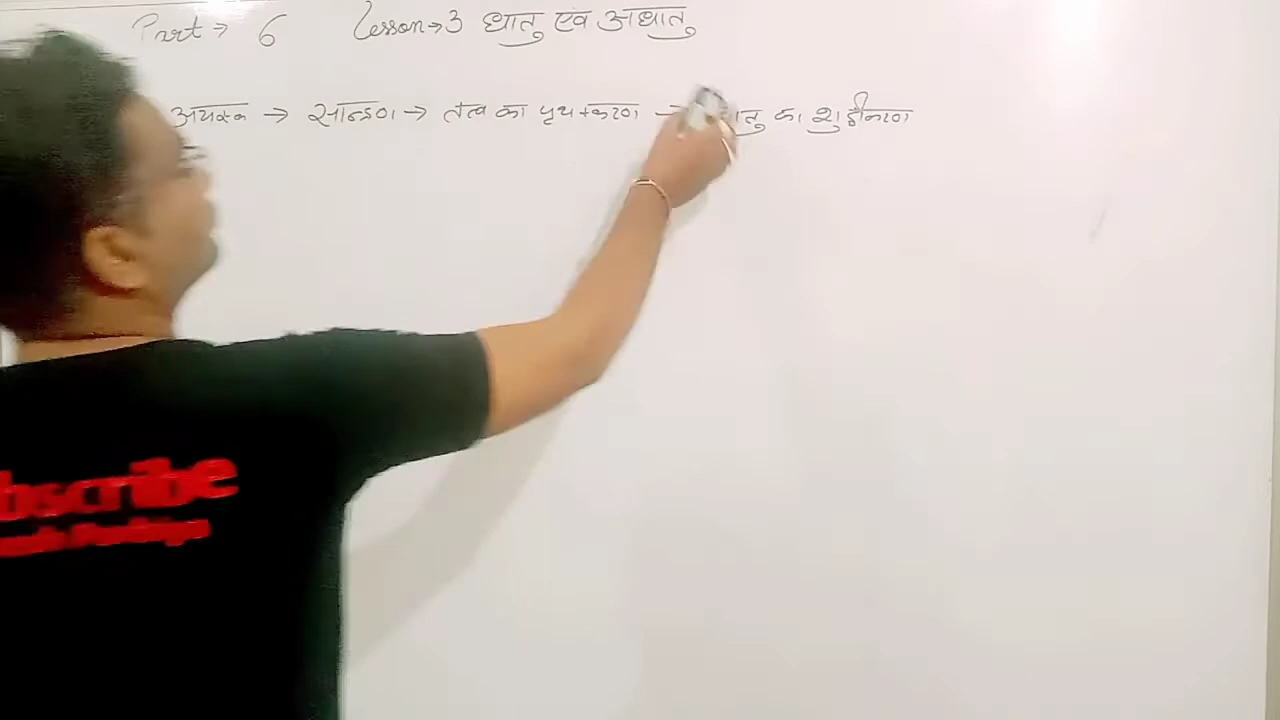 Part → 6 Lesson → 3 धातु एवं अधातु
अयस्क → सान्द्रण → तत्व का पृथक्करण → धातु का शुद्धीकरण
bscribe